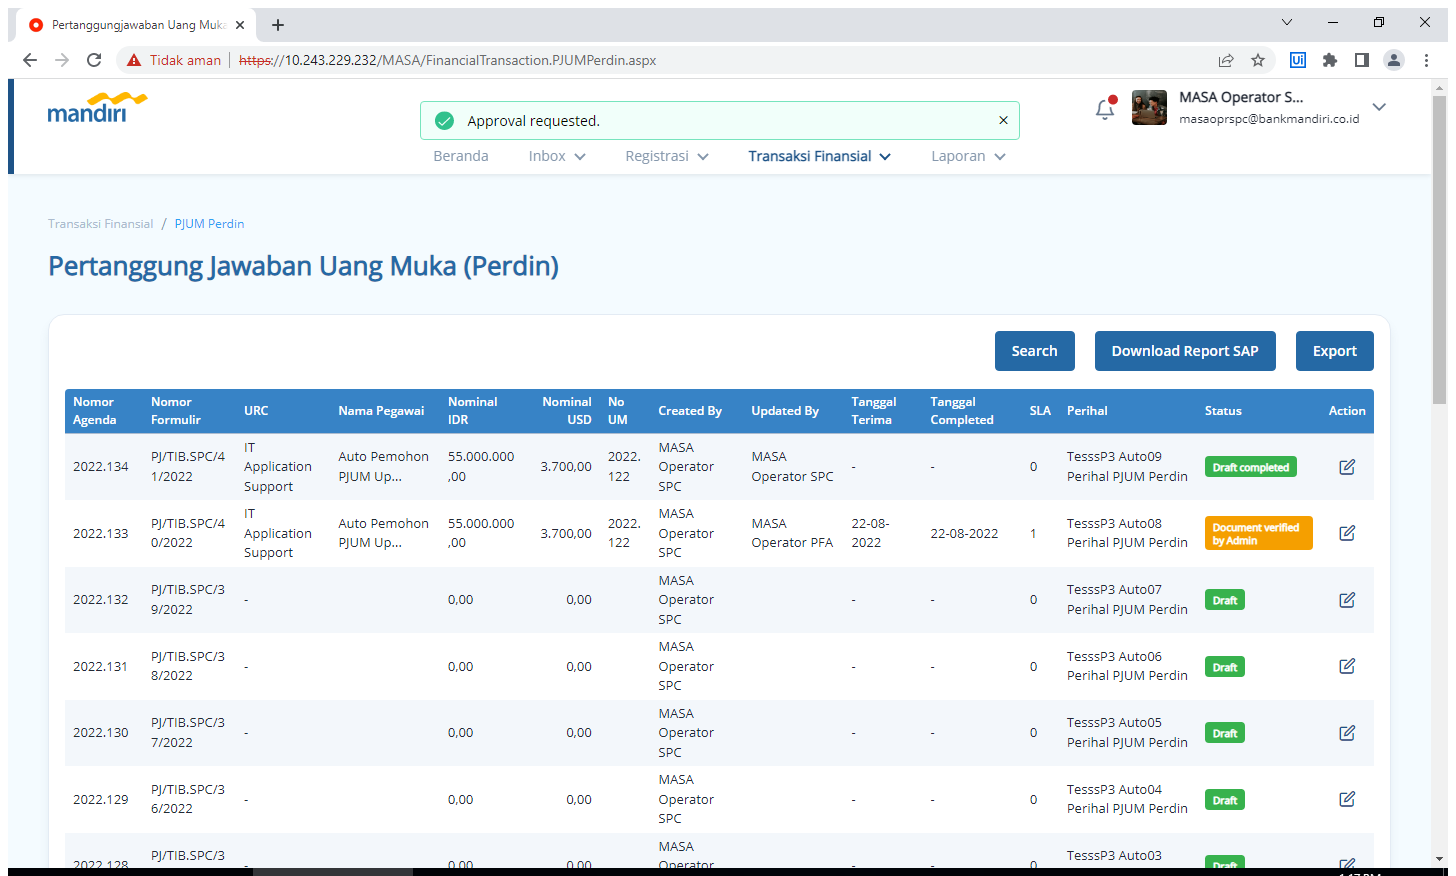 Pertanggungjawaban Uang Muka
Tidak aman
https://10.243.229.232/MASA/FinancialTransaction.PJUMPerdin.aspx
Ui
mandiri
Approval requested.
MASA Operator S...
masaoprspc@bankmandiri.co.id
Beranda Inbox Registrasi Transaksi Finansial Laporan
Transaksi Finansial / PJUM Perdin
Pertanggung Jawaban Uang Muka (Perdin)
Search Download Report SAP Export
Nomor Agenda Nomor Formulir URC Nama Pegawai Nominal IDR Nominal USD No UM Created By Updated By Tanggal Terima Tanggal Completed SLA Perihal Status Action
2022.134 PJ/TIB.SPC/41/2022 IT Application Support Auto Pemohon PJUM Up... 55.000.000,00 3.700,00 2022.122 MASA Operator SPC MASA Operator SPC - - 0 TesssP3 Auto09 Perihal PJUM Perdin Draft completed
2022.133 PJ/TIB.SPC/40/2022 IT Application Support Auto Pemohon PJUM Up... 55.000.000,00 3.700,00 2022.122 MASA Operator SPC MASA Operator PFA 22-08-2022 22-08-2022 1 TesssP3 Auto08 Perihal PJUM Perdin Document verified by Admin
2022.132 PJ/TIB.SPC/39/2022 - 0,00 0,00 MASA Operator SPC - - 0 TesssP3 Auto07 Perihal PJUM Perdin Draft
2022.131 PJ/TIB.SPC/38/2022 - 0,00 0,00 MASA Operator SPC - - 0 TesssP3 Auto06 Perihal PJUM Perdin Draft
2022.130 PJ/TIB.SPC/37/2022 - 0,00 0,00 MASA Operator SPC - - 0 TesssP3 Auto05 Perihal PJUM Perdin Draft
2022.129 PJ/TIB.SPC/36/2022 - 0,00 0,00 MASA Operator SPC - - 0 TesssP3 Auto04 Perihal PJUM Perdin Draft
2022.128 PJ/TIB.SPC/3 - 0,00 0,00 MASA Operator - - 0 TesssP3 Auto03 Draft
1:17 PM